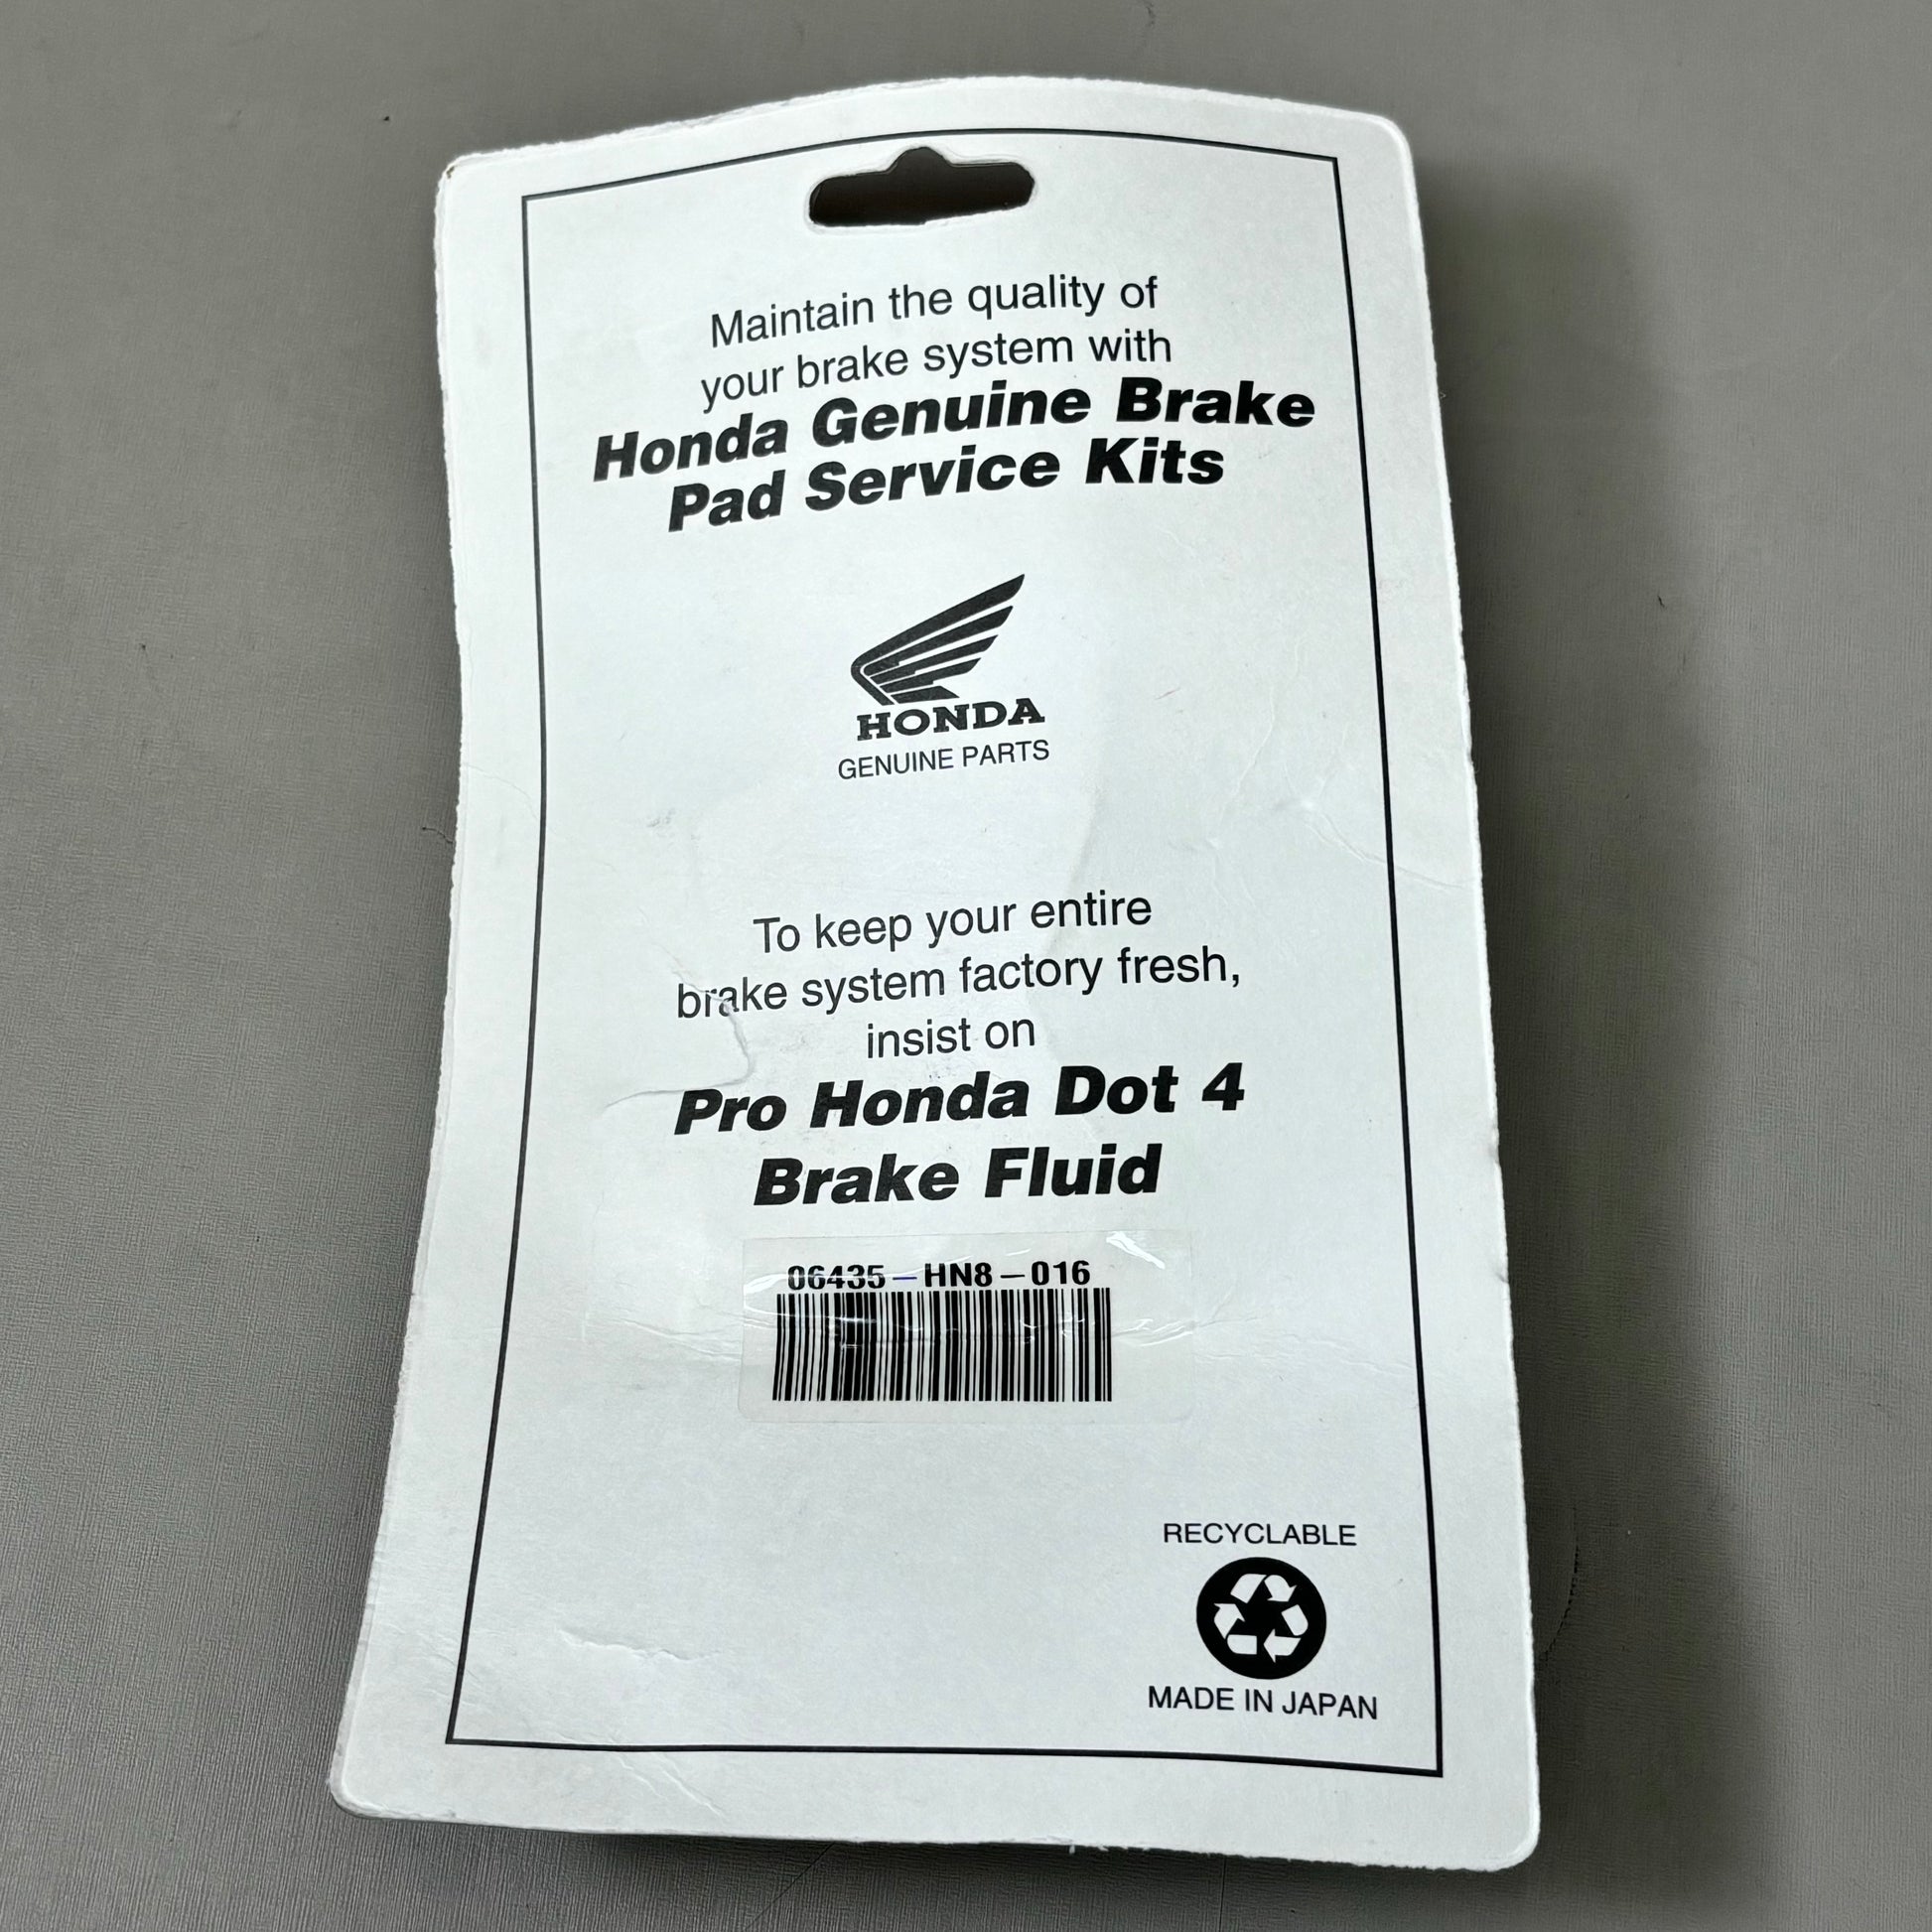 Maintain the quality of
your brake system with
Honda Genuine Brake
Pad Service Kits
HONDA
GENUINE PARTS
To keep your entire
brake system factory fresh,
insist on
Pro Honda Dot 4
Brake Fluid
06435-HN8-016
RECYCLABLE
MADE IN JAPAN